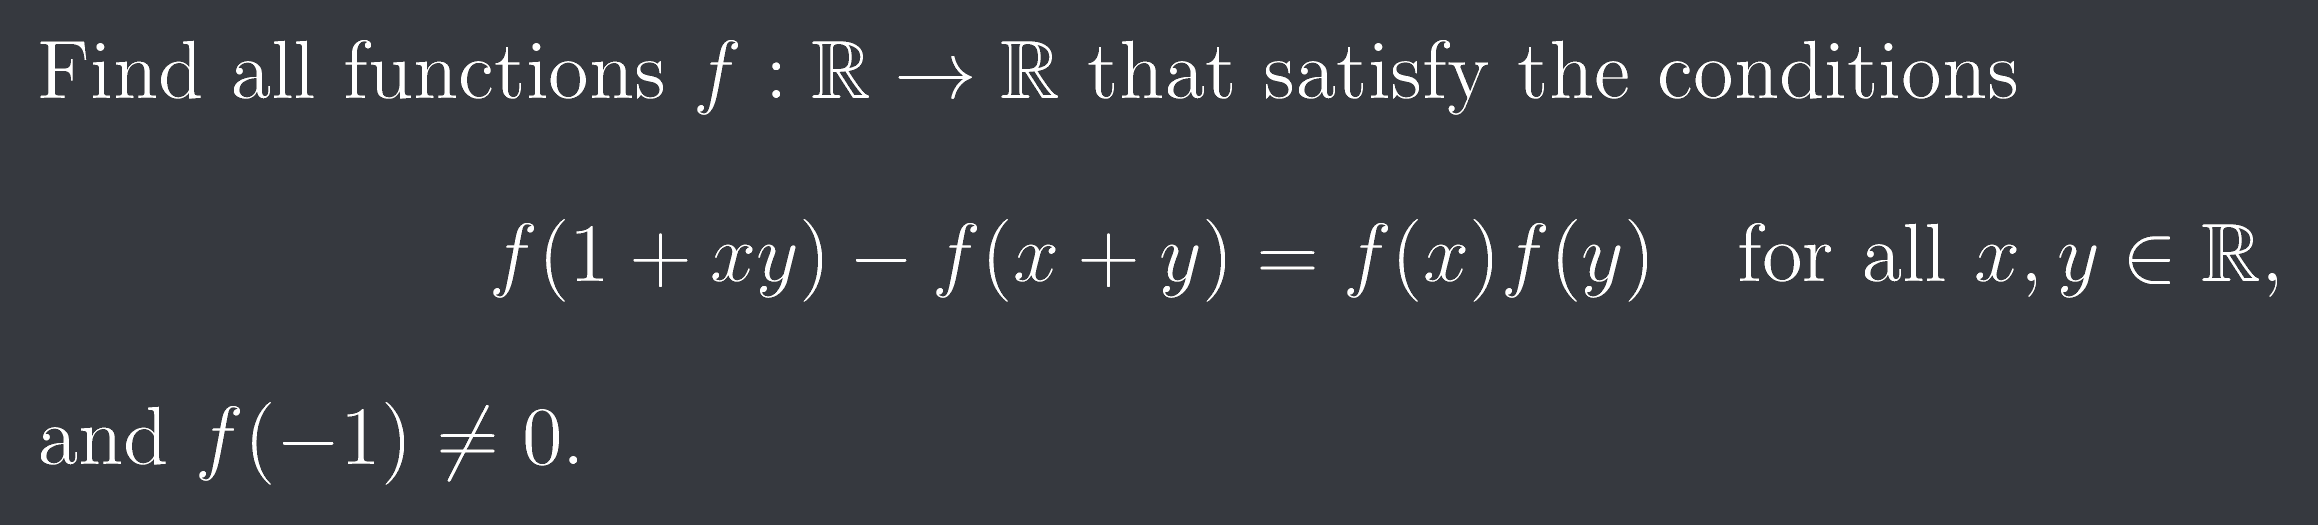 Find all functions f : ℝ → ℝ that satisfy the conditions
f(1 + xy) − f(x + y) = f(x)f(y) for all x, y ∈ ℝ,
and f(−1) ≠ 0.